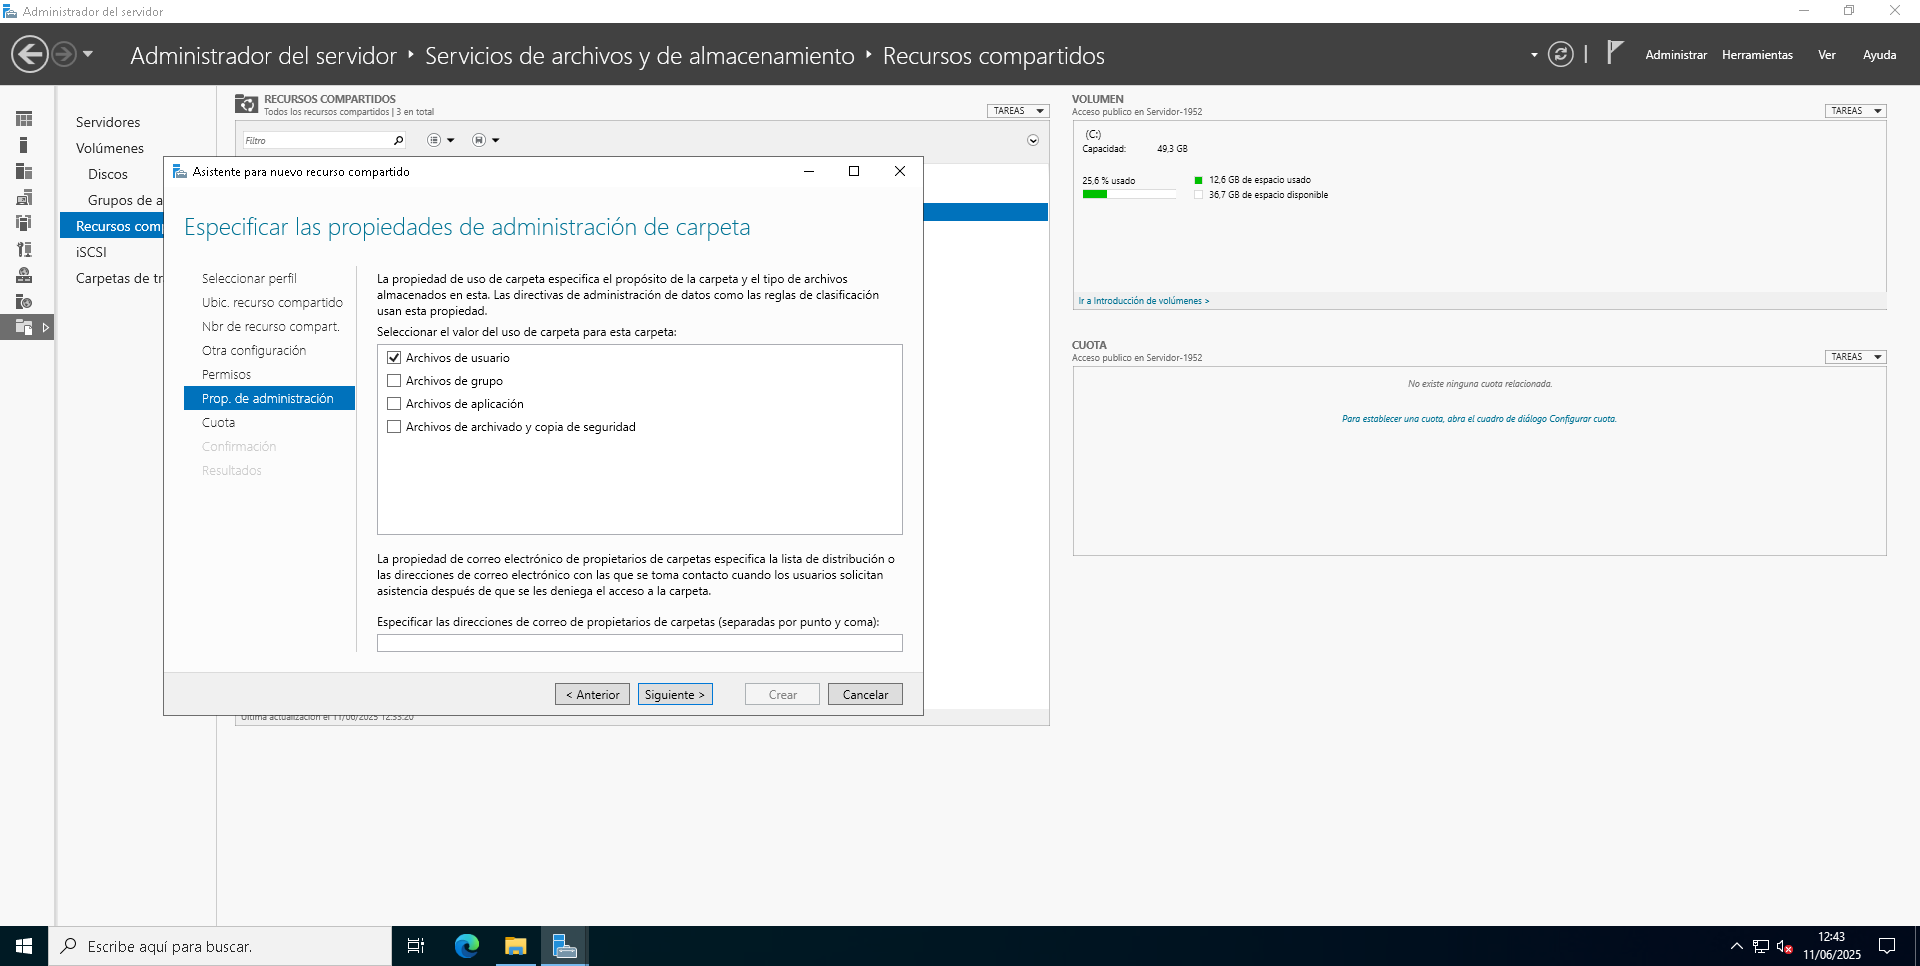 Administrador del servidor
Administrador del servidor ‣ Servicios de archivos y de almacenamiento ‣ Recursos compartidos
Administrar Herramientas Ver Ayuda
Servidores
Volúmenes
Discos
Grupos de a
Recursos com
iSCSI
Carpetas de tr
RECURSOS COMPARTIDOS
Todos los recursos compartidos | 3 en total
TAREAS
Filtro
Asistente para nuevo recurso compartido
Especificar las propiedades de administración de carpeta
Seleccionar perfil
Ubic. recurso compartido
Nbr de recurso compart.
Otra configuración
Permisos
Prop. de administración
Cuota
Confirmación
Resultados
La propiedad de uso de carpeta especifica el propósito de la carpeta y el tipo de archivos
almacenados en esta. Las directivas de administración de datos como las reglas de clasificación
usan esta propiedad.
Seleccionar el valor del uso de carpeta para esta carpeta:
Archivos de usuario
Archivos de grupo
Archivos de aplicación
Archivos de archivado y copia de seguridad
La propiedad de correo electrónico de propietarios de carpetas especifica la lista de distribución o
las direcciones de correo electrónico con las que se toma contacto cuando los usuarios solicitan
asistencia después de que se les deniega el acceso a la carpeta.
Especificar las direcciones de correo de propietarios de carpetas (separadas por punto y coma):
< Anterior Siguiente > Crear Cancelar
Última actualización el 11/06/2025 12:33:20
VOLUMEN
Acceso publico en Servidor-1952
TAREAS
(C:)
Capacidad: 49,3 GB
25,6 % usado
12,6 GB de espacio usado
36,7 GB de espacio disponible
Ir a Introducción de volúmenes >
CUOTA
Acceso publico en Servidor-1952
TAREAS
No existe ninguna cuota relacionada.
Para establecer una cuota, abra el cuadro de diálogo Configurar cuota.
Escribe aquí para buscar.
12:43
11/06/2025